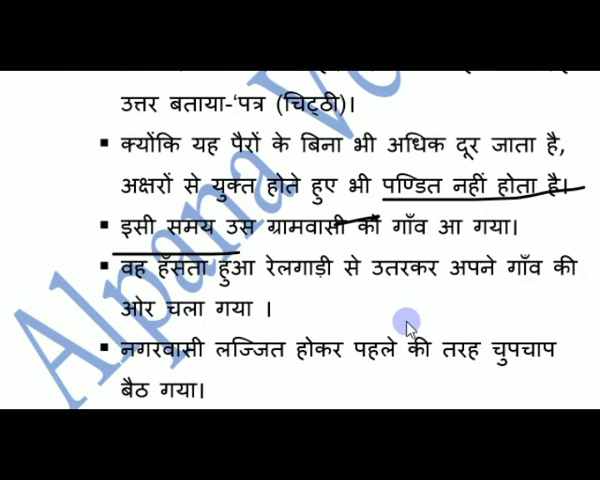 उत्तर बताया-‘पत्र (चिट्ठी)।
▪ क्योंकि यह पैरों के बिना भी अधिक दूर जाता है,
अक्षरों से युक्त होते हुए भी पण्डित नहीं होता है।
▪ इसी समय उस ग्रामवासी का गाँव आ गया।
▪ वह हँसता हुआ रेलगाड़ी से उतरकर अपने गाँव की
ओर चला गया ।
▪ नगरवासी लज्जित होकर पहले की तरह चुपचाप
बैठ गया।
Alpana